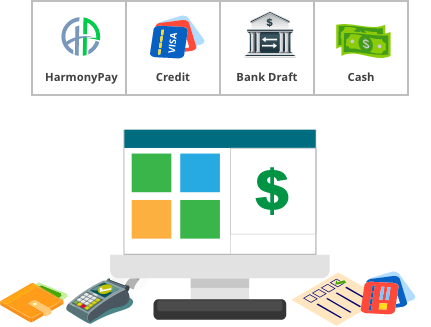 VISA
HarmonyPay
Credit
Bank Draft
Cash
$
$